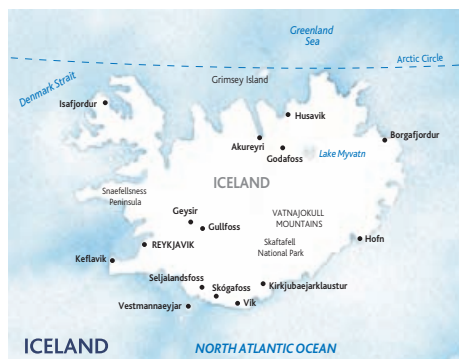 Greenland
Sea
Arctic Circle
Denmark Strait
Grimsey Island
Isafjordur
Husavik
Akureyri
Borgafjordur
Godafoss
Lake Myvatn
ICELAND
Snaefellsness
Peninsula
Geysir
Gullfoss
VATNAJOKULL
MOUNTAINS
REYKJAVIK
Hofn
Skaftafell
National Park
Keflavik
Seljalandsfoss
Skógafoss
Kirkjubaejarklaustur
Vestmannaeyjar
Vik
ICELAND
NORTH ATLANTIC OCEAN